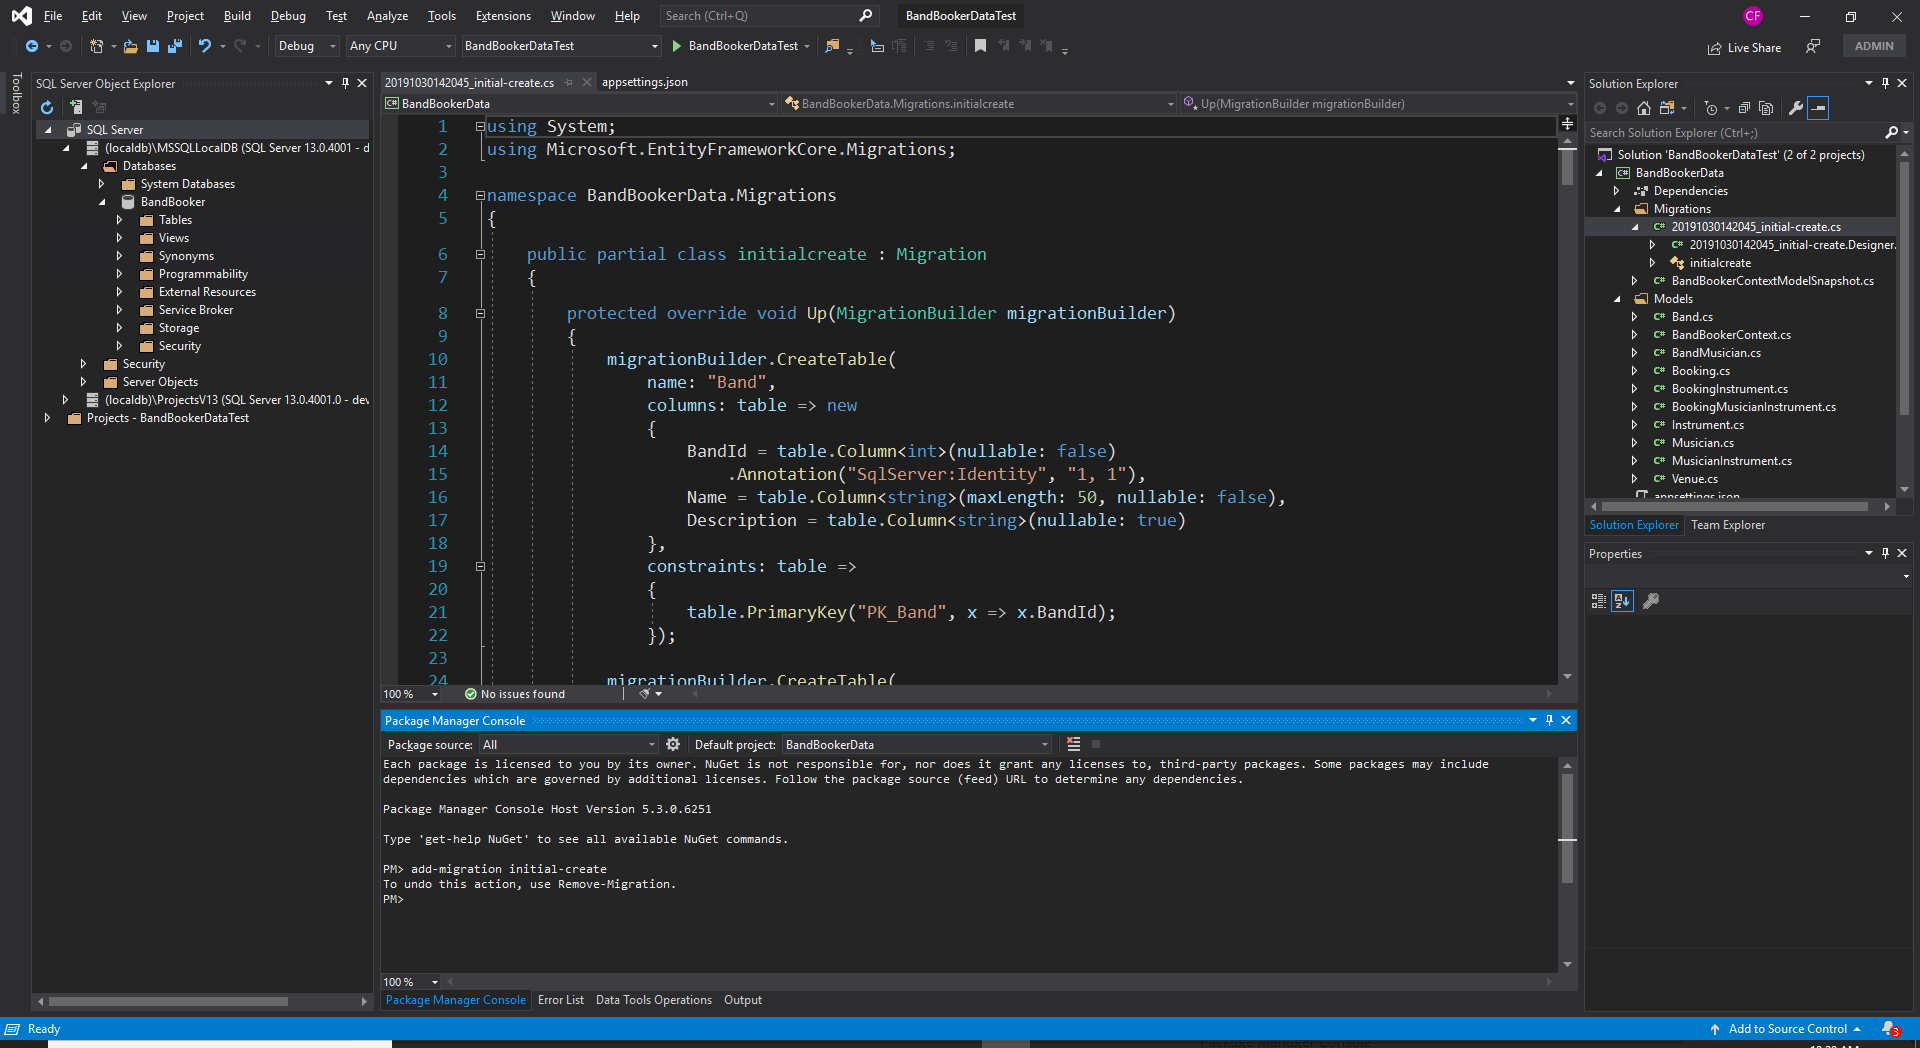 File Edit View Project Build Debug Test Analyze Tools Extensions Window Help Search (Ctrl+Q) BandBookerDataTest CF
Debug Any CPU BandBookerDataTest BandBookerDataTest Live Share ADMIN
Toolbox
SQL Server Object Explorer
SQL Server
(localdb)\MSSQLLocalDB (SQL Server 13.0.4001 - d
Databases
System Databases
BandBooker
Tables
Views
Synonyms
Programmability
External Resources
Service Broker
Storage
Security
Security
Server Objects
(localdb)\ProjectsV13 (SQL Server 13.0.4001.0 - dev
Projects - BandBookerDataTest
20191030142045_initial-create.cs appsettings.json
BandBookerData BandBookerData.Migrations.initialcreate Up(MigrationBuilder migrationBuilder)
1 using System;
2 using Microsoft.EntityFrameworkCore.Migrations;
3
4 namespace BandBookerData.Migrations
5 {
6 public partial class initialcreate : Migration
7 {
8 protected override void Up(MigrationBuilder migrationBuilder)
9 {
10 migrationBuilder.CreateTable(
11 name: "Band",
12 columns: table => new
13 {
14 BandId = table.Column<int>(nullable: false)
15 .Annotation("SqlServer:Identity", "1, 1"),
16 Name = table.Column<string>(maxLength: 50, nullable: false),
17 Description = table.Column<string>(nullable: true)
18 },
19 constraints: table =>
20 {
21 table.PrimaryKey("PK_Band", x => x.BandId);
22 });
23
24 migrationBuilder.CreateTable(
100 % No issues found
Package Manager Console
Package source: All Default project: BandBookerData
Each package is licensed to you by its owner. NuGet is not responsible for, nor does it grant any licenses to, third-party packages. Some packages may include
dependencies which are governed by additional licenses. Follow the package source (feed) URL to determine any dependencies.
Package Manager Console Host Version 5.3.0.6251
Type 'get-help NuGet' to see all available NuGet commands.
PM> add-migration initial-create
To undo this action, use Remove-Migration.
PM>
100 %
Package Manager Console Error List Data Tools Operations Output
Solution Explorer
Search Solution Explorer (Ctrl+;)
Solution 'BandBookerDataTest' (2 of 2 projects)
BandBookerData
Dependencies
Migrations
20191030142045_initial-create.cs
20191030142045_initial-create.Designer.
initialcreate
BandBookerContextModelSnapshot.cs
Models
Band.cs
BandBookerContext.cs
BandMusician.cs
Booking.cs
BookingInstrument.cs
BookingMusicianInstrument.cs
Instrument.cs
Musician.cs
MusicianInstrument.cs
Venue.cs
appsettings.json
Solution Explorer Team Explorer
Properties
Ready Add to Source Control 3